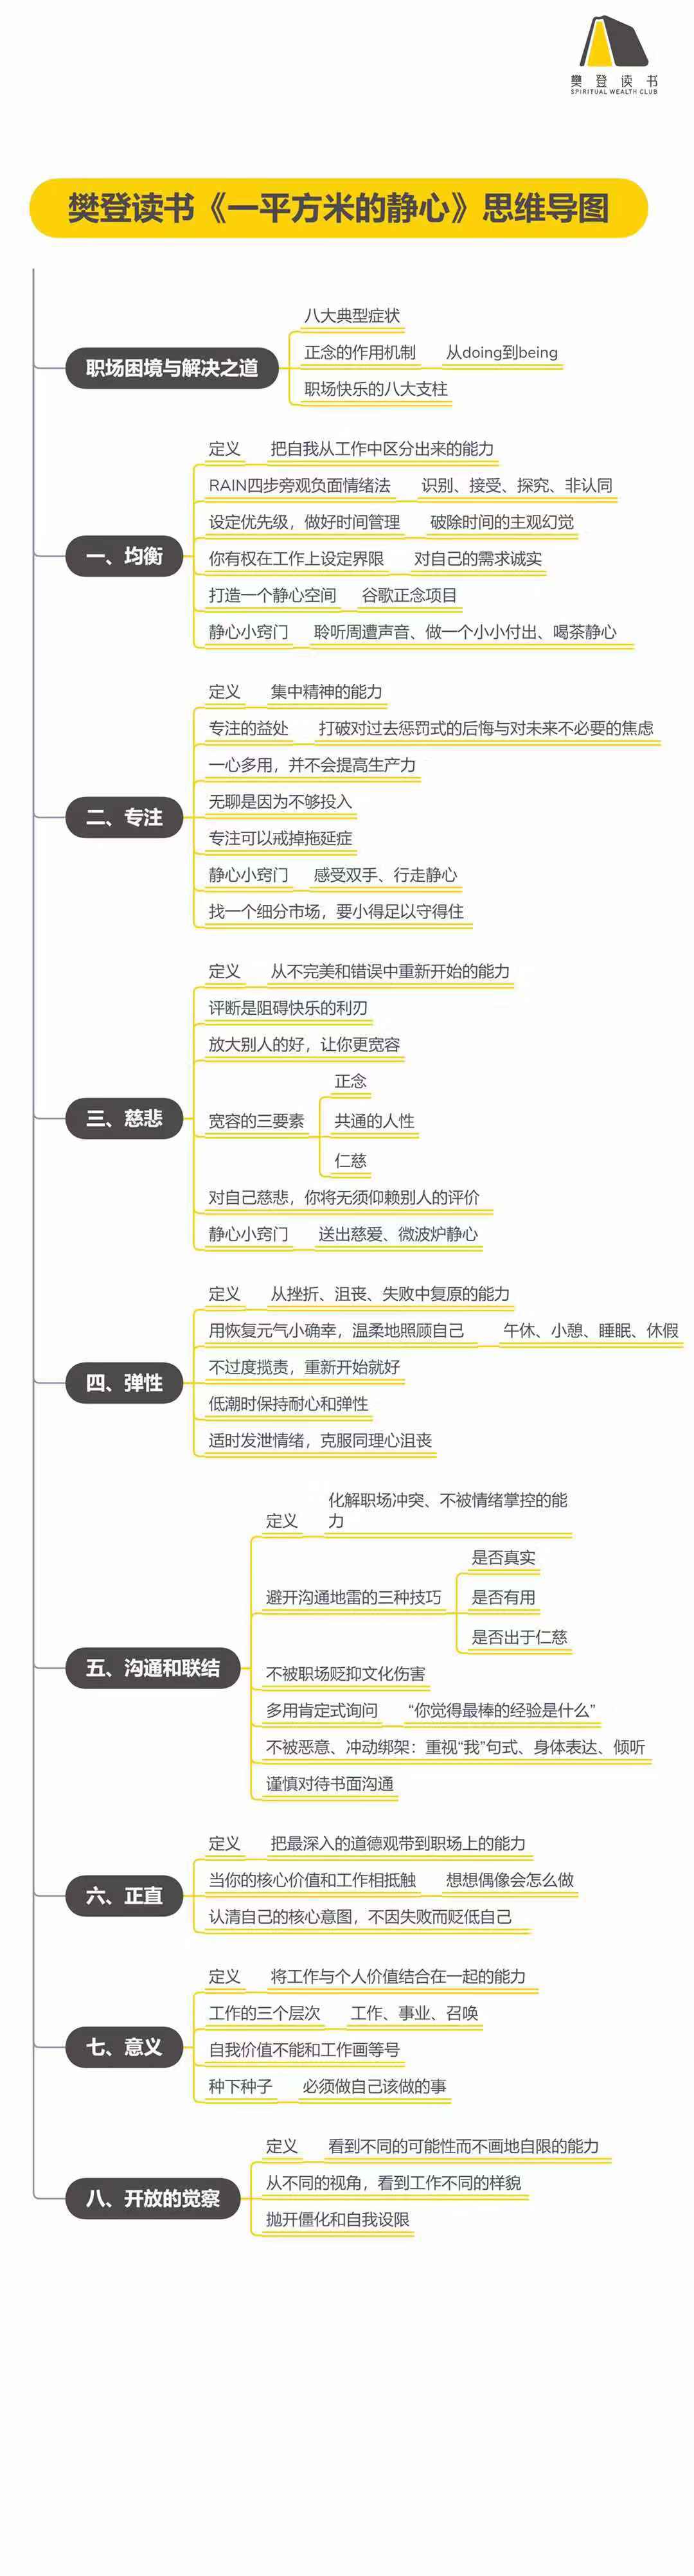 樊登读书
SPIRITUAL WEALTH CLUB
樊登读书《一平方米的静心》思维导图
职场困境与解决之道
八大典型症状
正念的作用机制 从doing到being
职场快乐的八大支柱
一、均衡
定义 把自我从工作中区分出来的能力
RAIN四步旁观负面情绪法 识别、接受、探究、非认同
设定优先级，做好时间管理 破除时间的主观幻觉
你有权在工作上设定界限 对自己的需求诚实
打造一个静心空间 谷歌正念项目
静心小窍门 聆听周遭声音、做一个小小付出、喝茶静心
二、专注
定义 集中精神的能力
专注的益处 打破对过去惩罚式的后悔与对未来不必要的焦虑
一心多用，并不会提高生产力
无聊是因为不够投入
专注可以戒掉拖延症
静心小窍门 感受双手、行走静心
找一个细分市场，要小得足以守得住
三、慈悲
定义 从不完美和错误中重新开始的能力
评断是阻碍快乐的利刃
放大别人的好，让你更宽容
宽容的三要素
正念
共通的人性
仁慈
对自己慈悲，你将无须仰赖别人的评价
静心小窍门 送出慈爱、微波炉静心
四、弹性
定义 从挫折、沮丧、失败中复原的能力
用恢复元气小确幸，温柔地照顾自己 午休、小憩、睡眠、休假
不过度揽责，重新开始就好
低潮时保持耐心和弹性
适时发泄情绪，克服同理心沮丧
五、沟通和联结
定义 化解职场冲突、不被情绪掌控的能
力
避开沟通地雷的三种技巧
是否真实
是否有用
是否出于仁慈
不被职场贬抑文化伤害
多用肯定式询问 “你觉得最棒的经验是什么”
不被恶意、冲动绑架：重视“我”句式、身体表达、倾听
谨慎对待书面沟通
六、正直
定义 把最深入的道德观带到职场上的能力
当你的核心价值和工作相抵触 想想偶像会怎么做
认清自己的核心意图，不因失败而贬低自己
七、意义
定义 将工作与个人价值结合在一起的能力
工作的三个层次 工作、事业、召唤
自我价值不能和工作画等号
种下种子 必须做自己该做的事
八、开放的觉察
定义 看到不同的可能性而不画地自限的能力
从不同的视角，看到工作不同的样貌
抛开僵化和自我设限